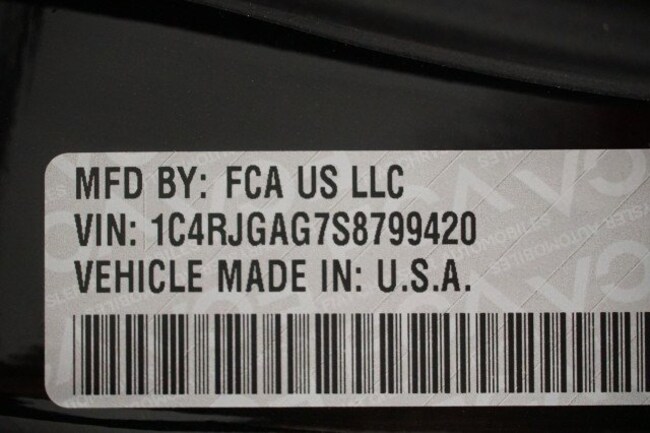 MFD BY: FCA US LLC
VIN: 1C4RJGAG7S8799420
VEHICLE MADE IN: U.S.A.